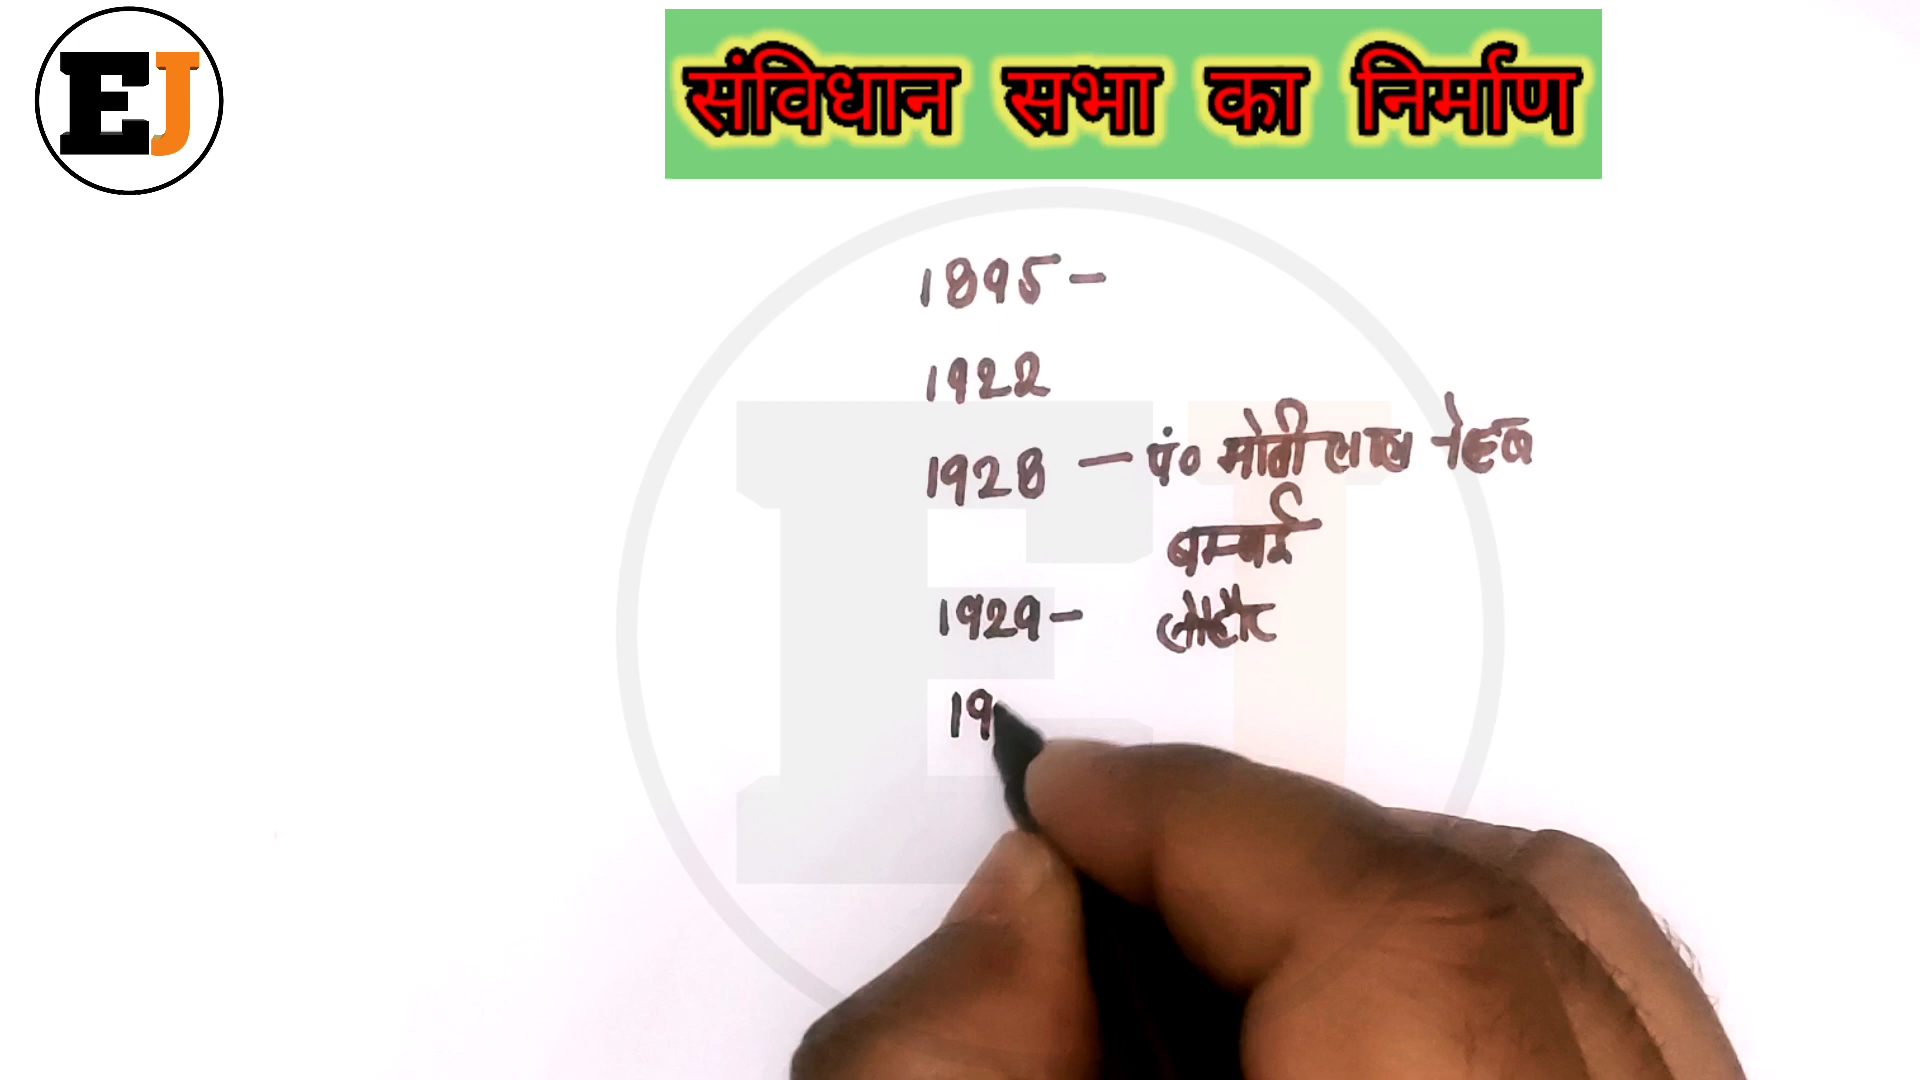 EJ
संविधान सभा का निर्माण
1895 -
1922
1928 - पं० मोती लाल नेहरू
बम्बई
1929 - लाहौर
19